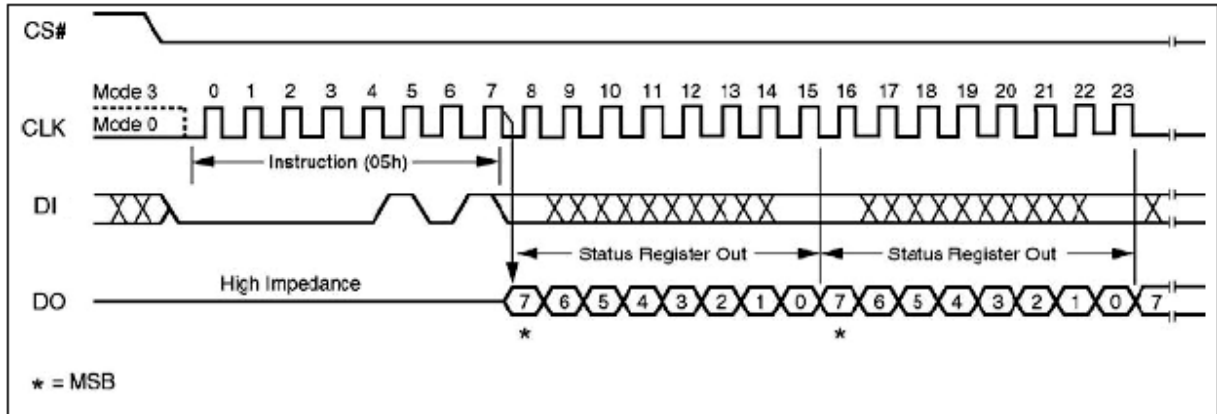 CS#
Mode 3
0 1 2 3 4 5 6 7 8 9 10 11 12 13 14 15 16 17 18 19 20 21 22 23
CLK
Mode 0
Instruction (05h)
DI
Status Register Out
Status Register Out
High Impedance
DO
7 6 5 4 3 2 1 0 7 6 5 4 3 2 1 0 7
* *
* = MSB